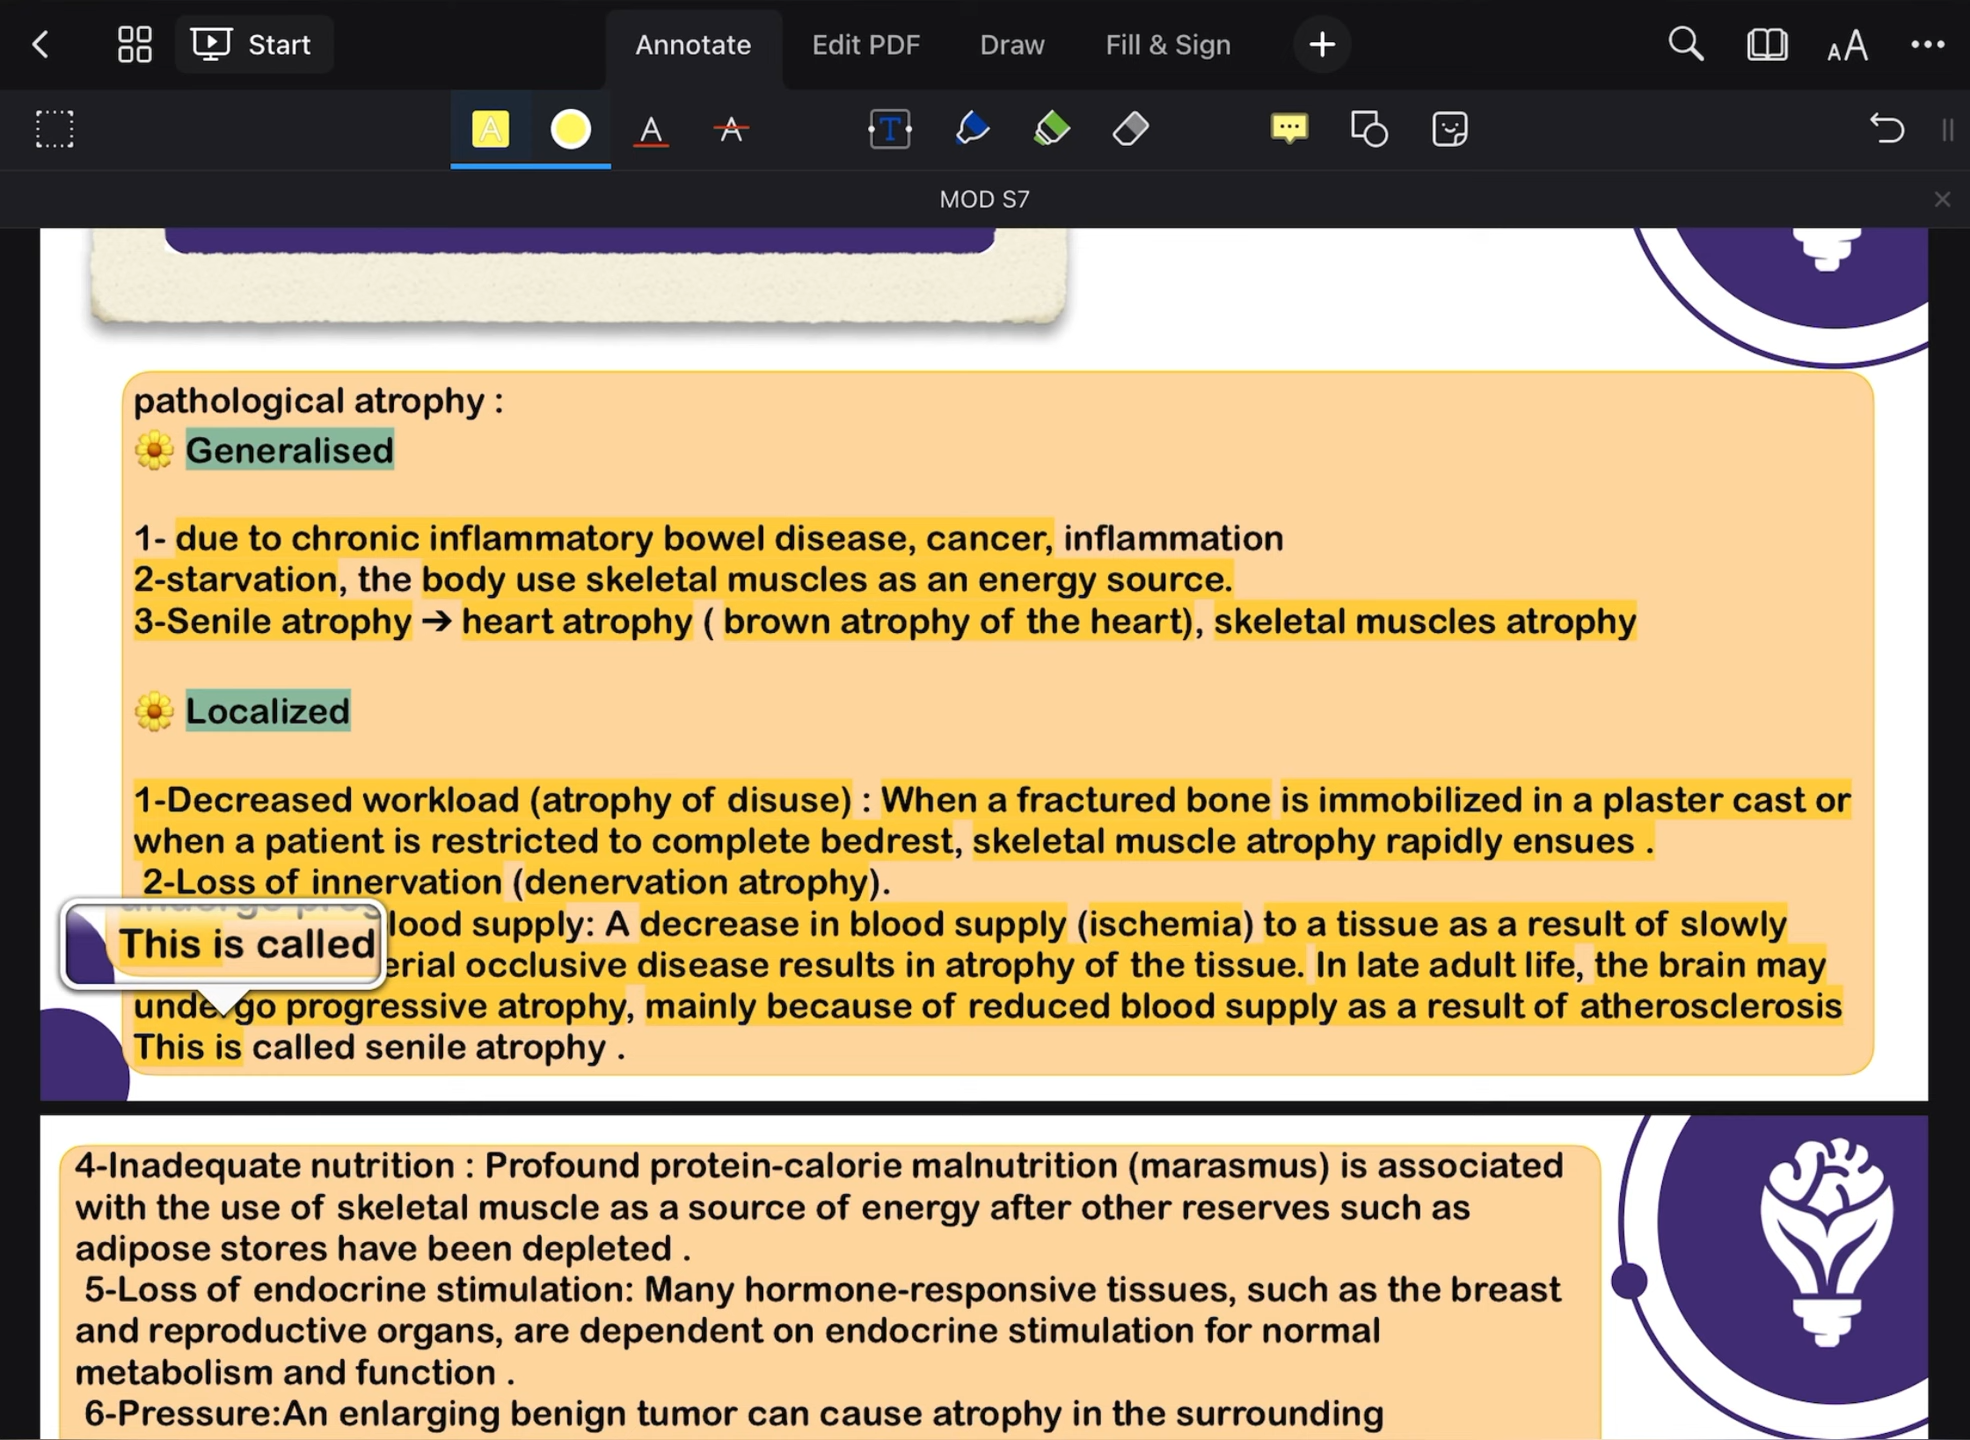 Start
Annotate
Edit PDF
Draw
Fill & Sign
AA
A
A
A
T
MOD S7
pathological atrophy :
Generalised
1- due to chronic inflammatory bowel disease, cancer, inflammation
2-starvation, the body use skeletal muscles as an energy source.
3-Senile atrophy → heart atrophy ( brown atrophy of the heart), skeletal muscles atrophy
Localized
1-Decreased workload (atrophy of disuse) : When a fractured bone is immobilized in a plaster cast or
when a patient is restricted to complete bedrest, skeletal muscle atrophy rapidly ensues .
2-Loss of innervation (denervation atrophy).
lood supply: A decrease in blood supply (ischemia) to a tissue as a result of slowly
This is called
erial occlusive disease results in atrophy of the tissue. In late adult life, the brain may
undergo progressive atrophy, mainly because of reduced blood supply as a result of atherosclerosis
This is called senile atrophy .
4-Inadequate nutrition : Profound protein-calorie malnutrition (marasmus) is associated
with the use of skeletal muscle as a source of energy after other reserves such as
adipose stores have been depleted .
5-Loss of endocrine stimulation: Many hormone-responsive tissues, such as the breast
and reproductive organs, are dependent on endocrine stimulation for normal
metabolism and function .
6-Pressure:An enlarging benign tumor can cause atrophy in the surrounding